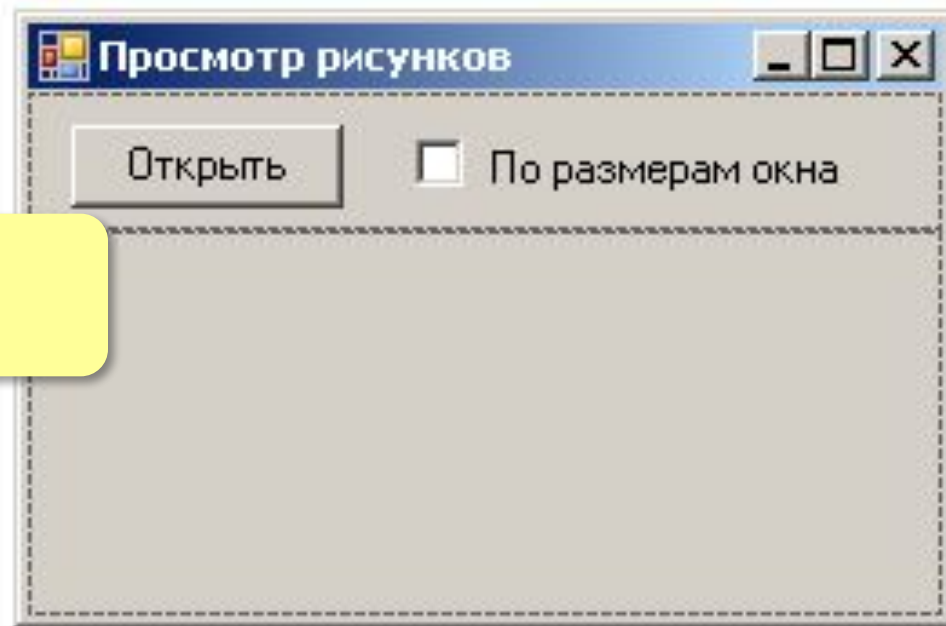 Просмотр рисунков
Открыть
По размерам окна